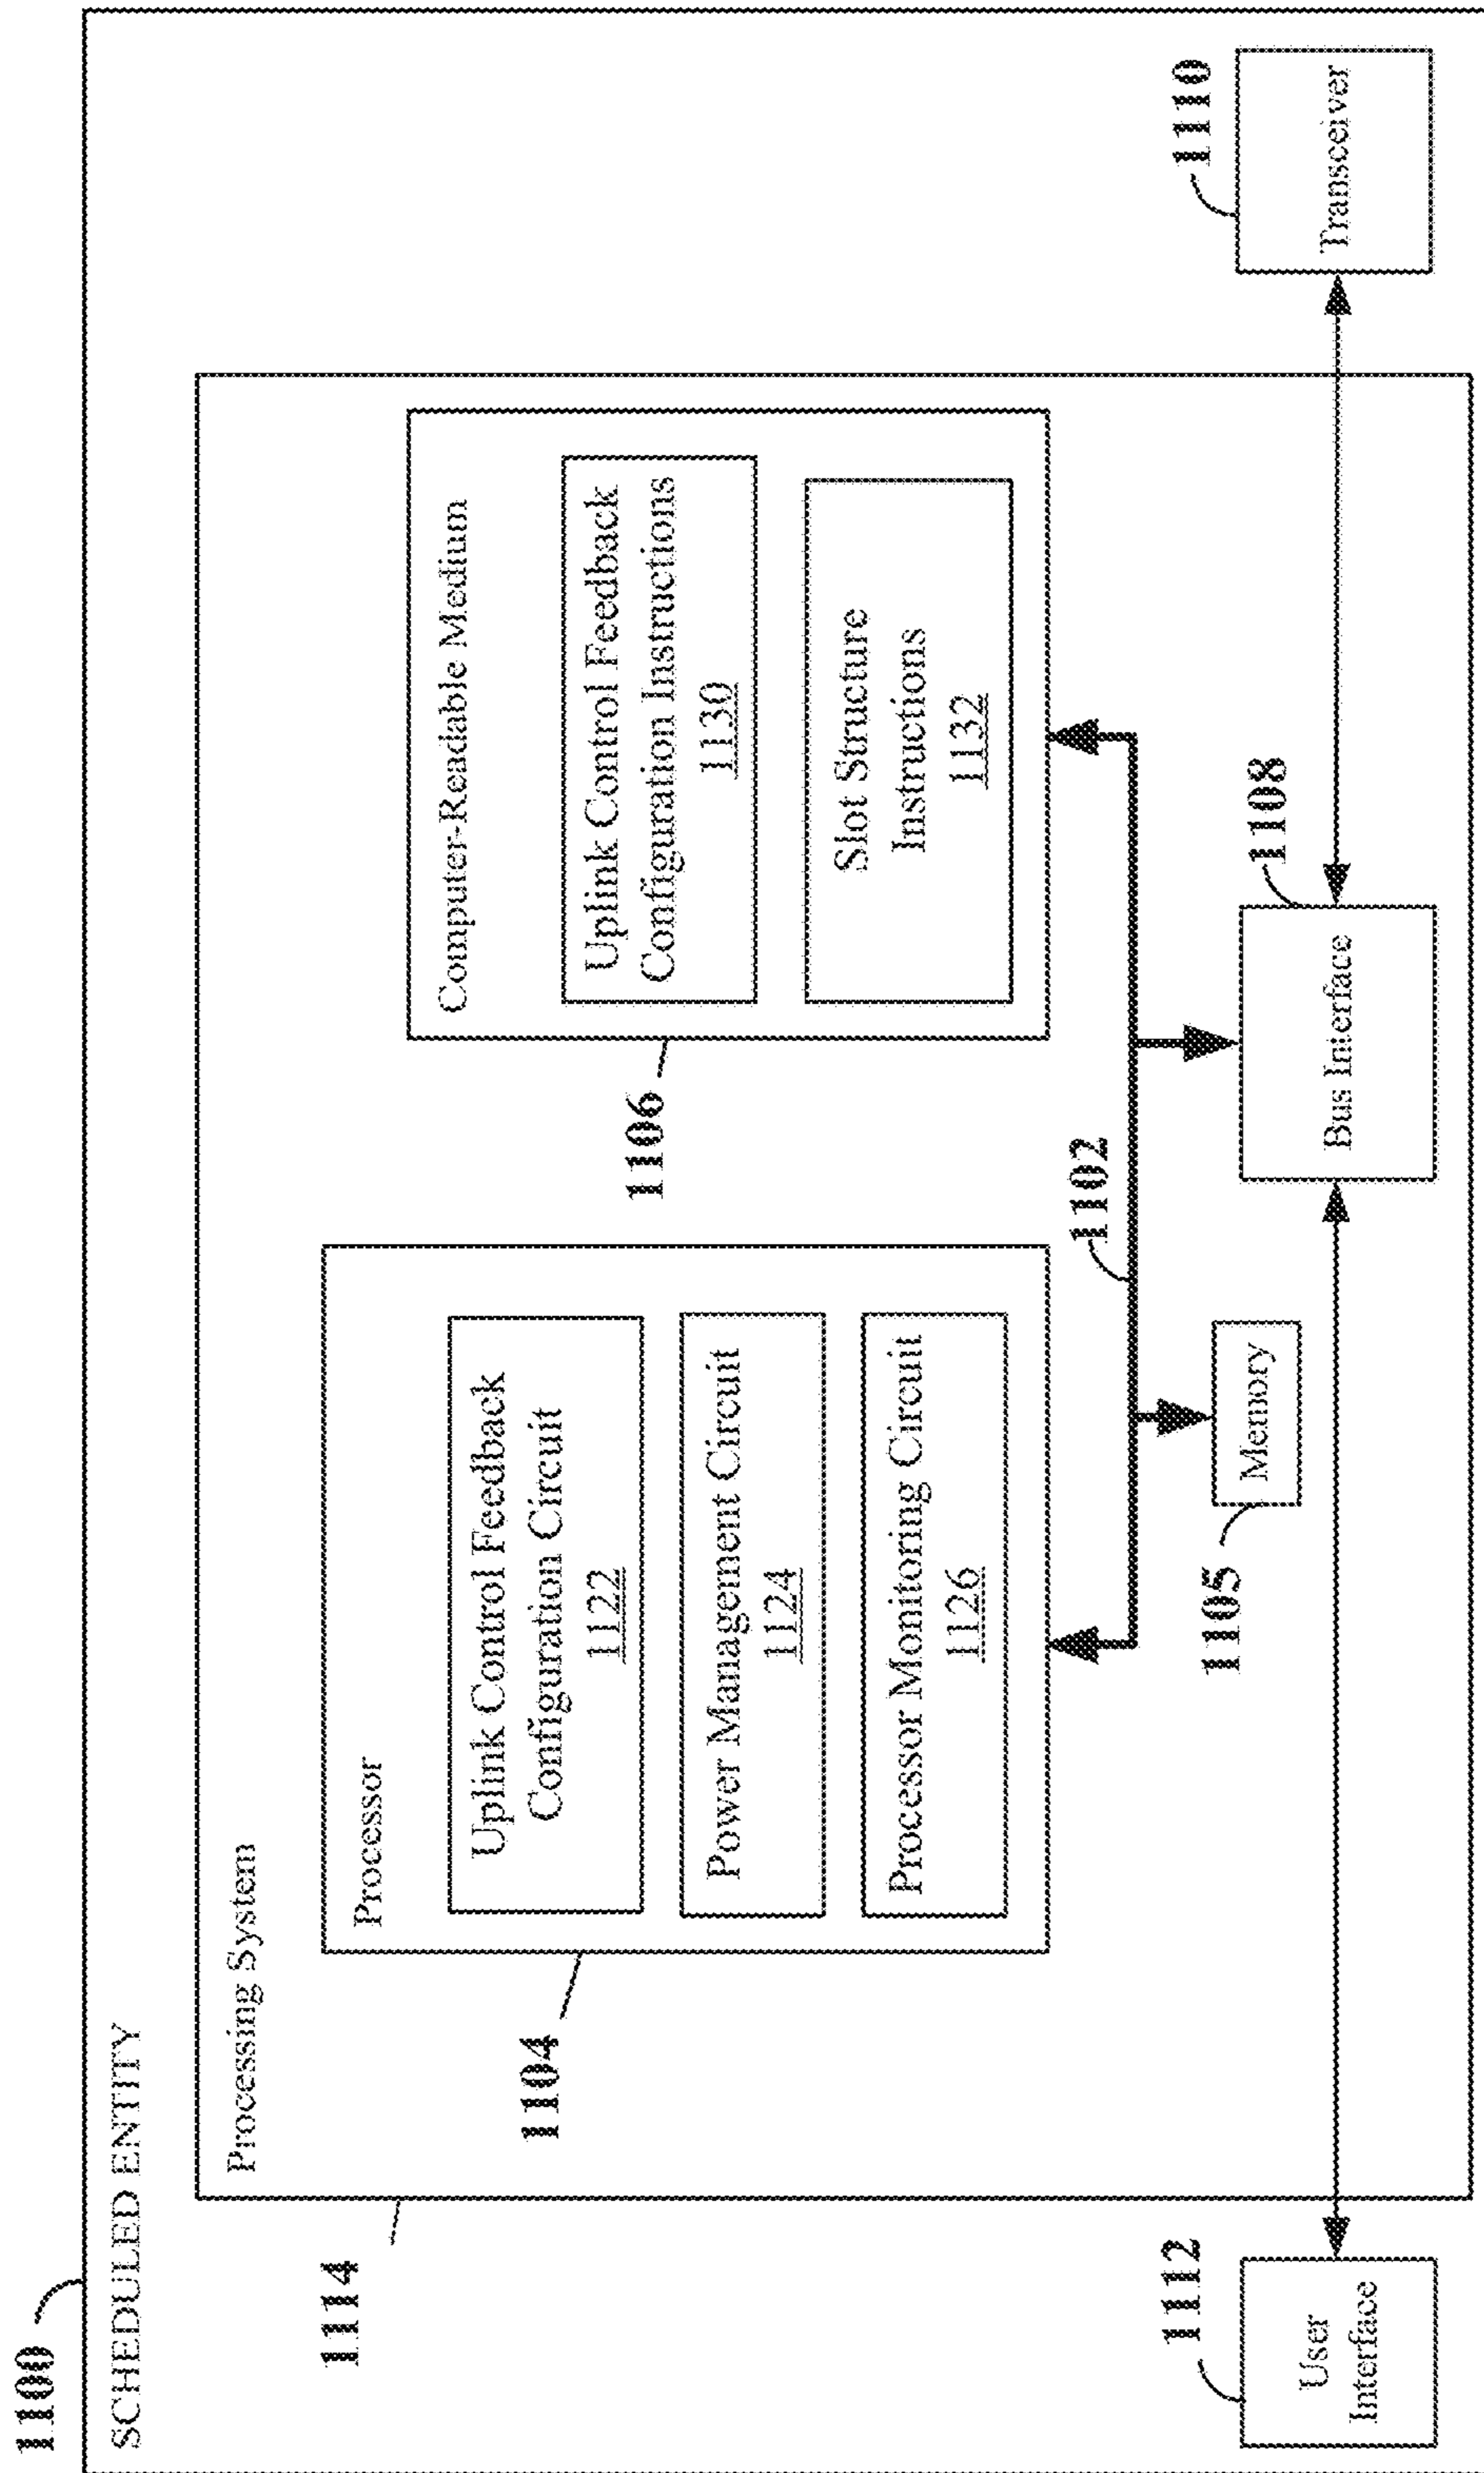 1100
SCHEDULED ENTITY
1114
Processing System
1104
Processor
Uplink Control Feedback
Configuration Circuit
1122
Power Management Circuit
1124
Processor Monitoring Circuit
1126
1106
Computer-Readable Medium
Uplink Control Feedback
Configuration Instructions
1130
Slot Structure
Instructions
1132
1102
1105
Memory
1108
Bus Interface
1112
User
Interface
1110
Transceiver